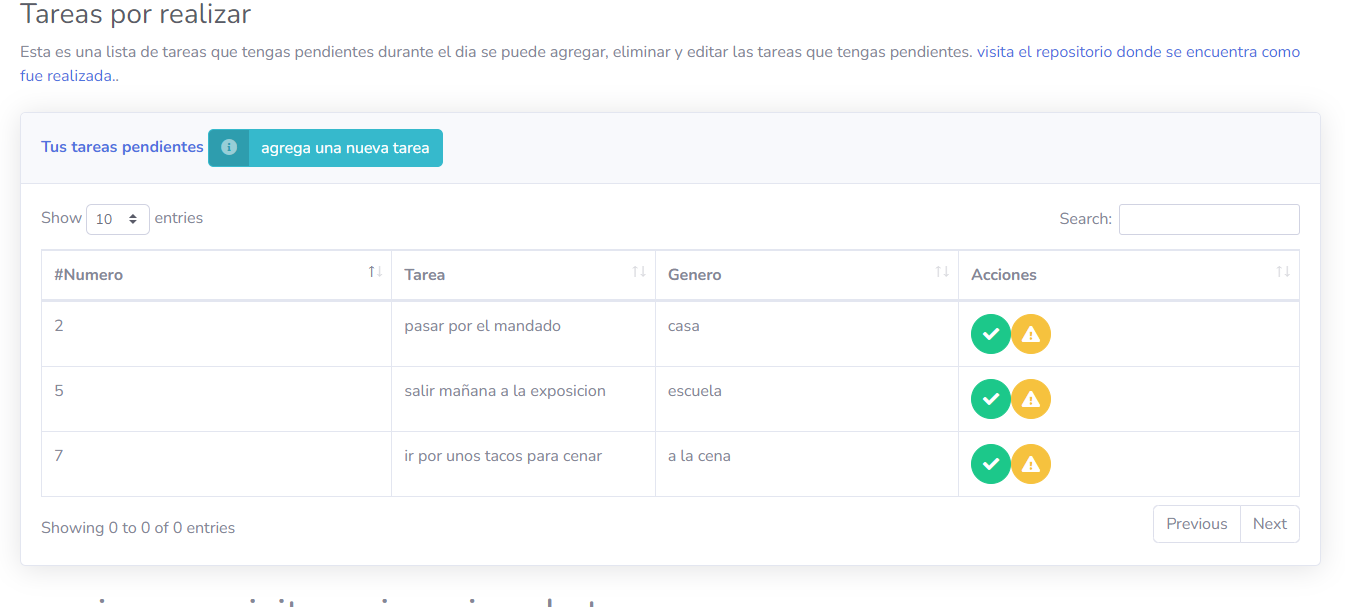 Tareas por realizar
Esta es una lista de tareas que tengas pendientes durante el dia se puede agregar, eliminar y editar las tareas que tengas pendientes. visita el repositorio donde se encuentra como
fue realizada..
Tus tareas pendientes agrega una nueva tarea
Show 10 entries Search:
#Numero Tarea Genero Acciones
2 pasar por el mandado casa
5 salir mañana a la exposicion escuela
7 ir por unos tacos para cenar a la cena
Showing 0 to 0 of 0 entries Previous Next